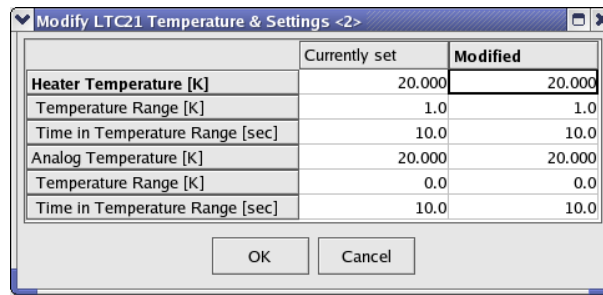 Modify LTC21 Temperature & Settings <2>
Currently set Modified
Heater Temperature [K] 20.000 20.000
Temperature Range [K] 1.0 1.0
Time in Temperature Range [sec] 10.0 10.0
Analog Temperature [K] 20.000 20.000
Temperature Range [K] 0.0 0.0
Time in Temperature Range [sec] 10.0 10.0
OK Cancel